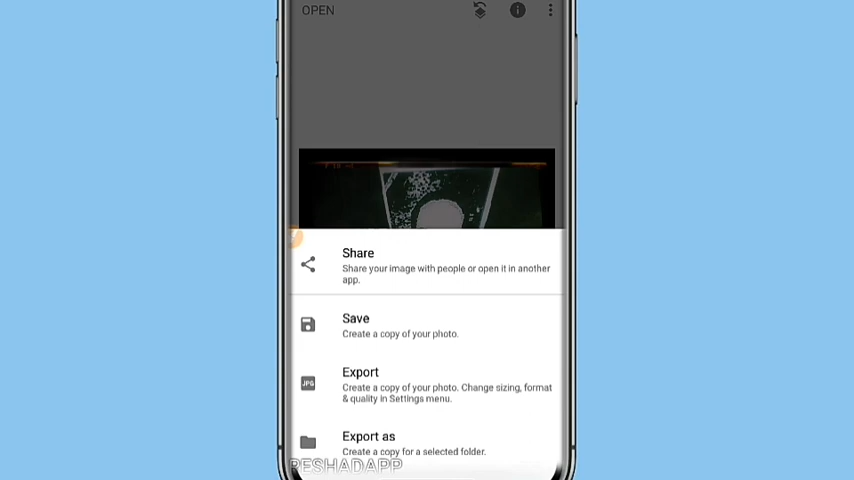 OPEN
Share
Share your image with people or open it in another
app.
Save
Create a copy of your photo.
JPG
Export
Create a copy of your photo. Change sizing, format
& quality in Settings menu.
Export as
Create a copy for a selected folder.
RESHADAPP